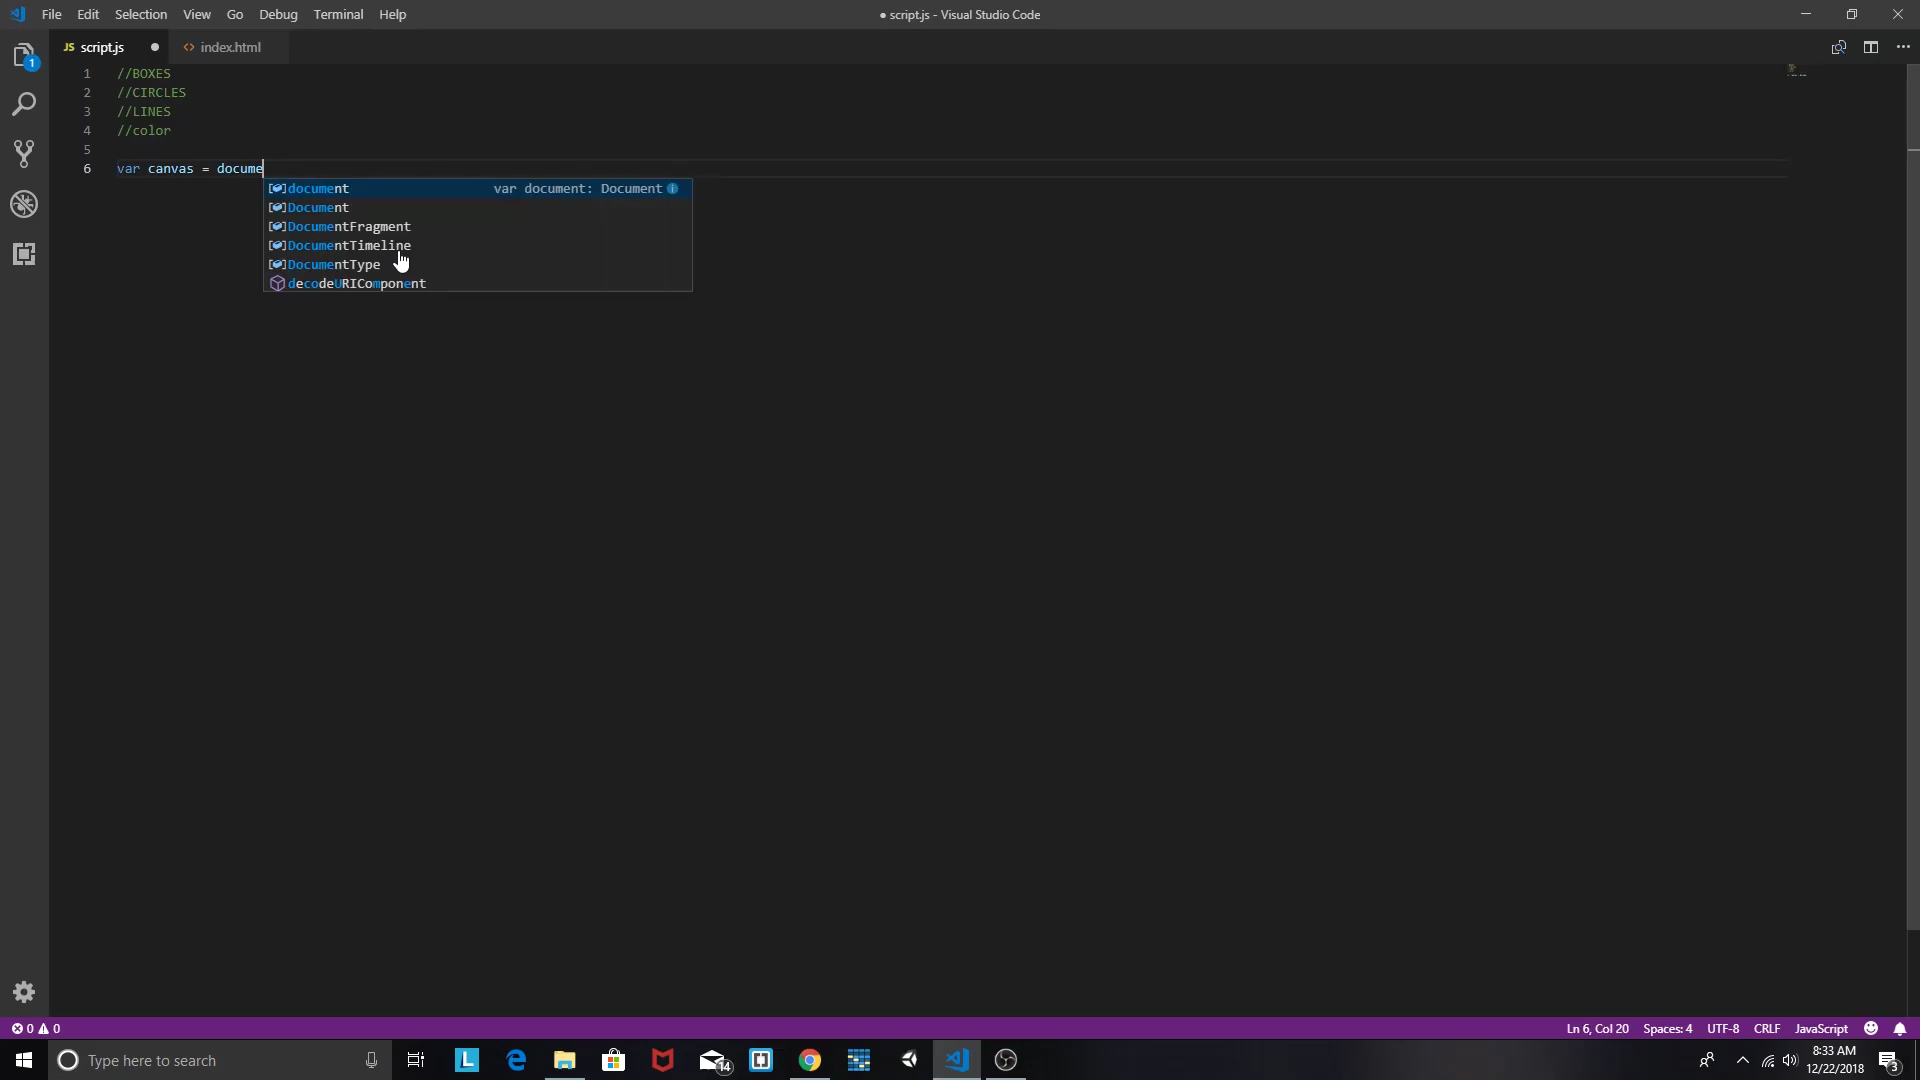 File Edit Selection View Go Debug Terminal Help
● script.js - Visual Studio Code
JS script.js ●
<> index.html
1
1 //BOXES
2 //CIRCLES
3 //LINES
4 //color
5
6 var canvas = docume
document var document: Document
Document
DocumentFragment
DocumentTimeline
DocumentType
decodeURIComponent
0 0
Ln 6, Col 20 Spaces: 4 UTF-8 CRLF JavaScript
Type here to search
L
14
8:33 AM
12/22/2018
3